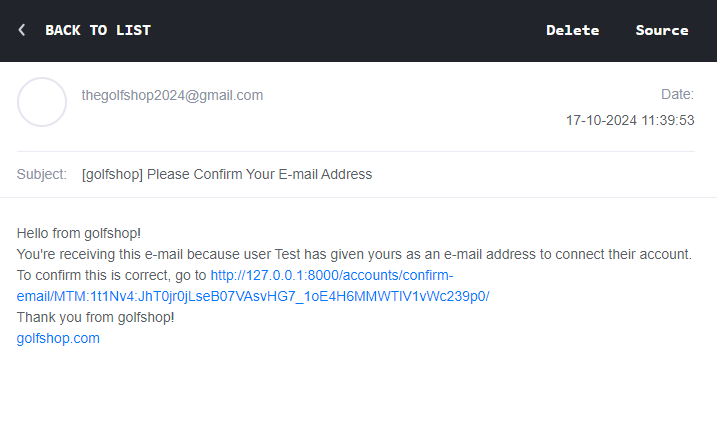 BACK TO LIST Delete Source
thegolfshop2024@gmail.com
Date:
17-10-2024 11:39:53
Subject: [golfshop] Please Confirm Your E-mail Address
Hello from golfshop!
You're receiving this e-mail because user Test has given yours as an e-mail address to connect their account.
To confirm this is correct, go to http://127.0.0.1:8000/accounts/confirm-
email/MTM:1t1Nv4:JhT0jr0jLseB07VAsvHG7_1oE4H6MMWTIV1vWc239p0/
Thank you from golfshop!
golfshop.com